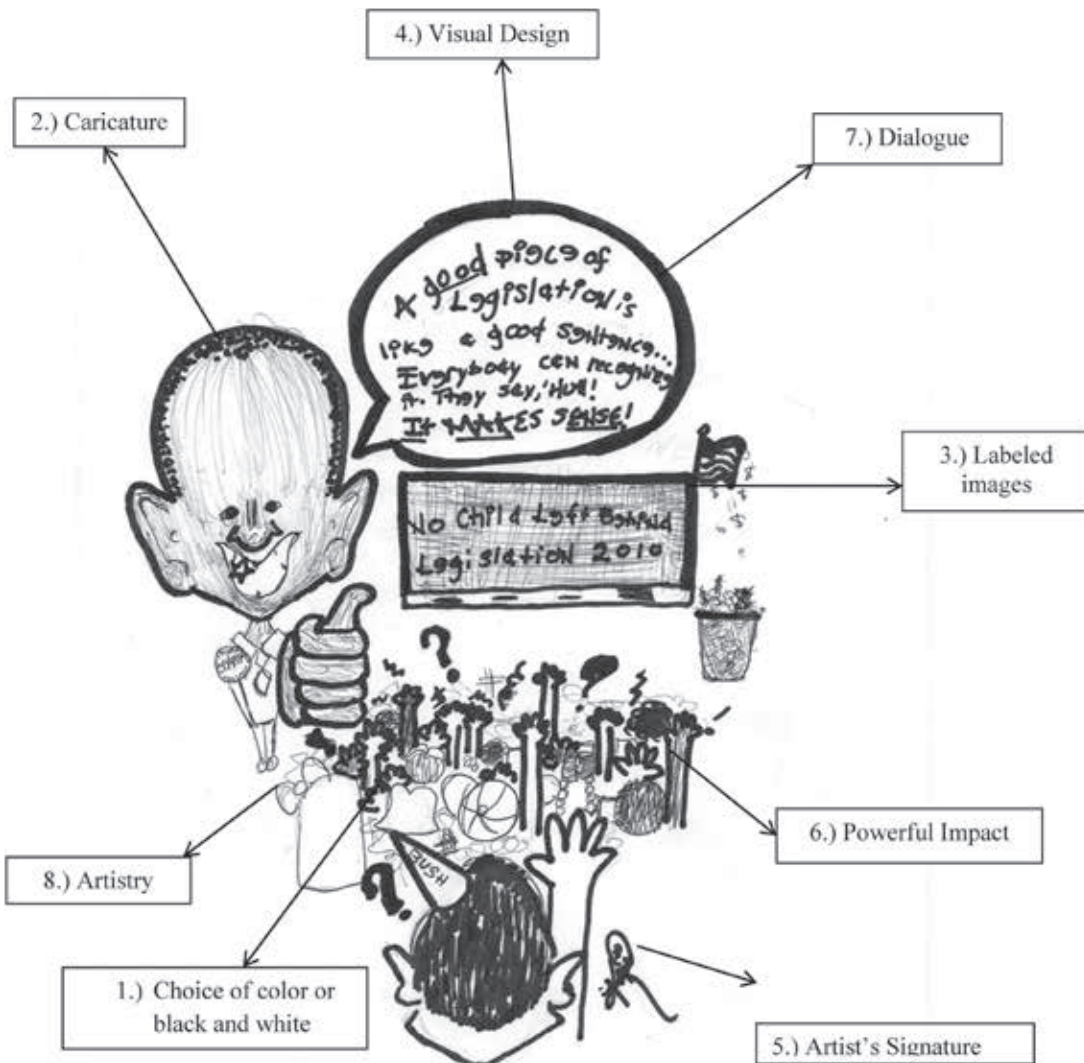 4.) Visual Design
2.) Caricature
7.) Dialogue
A good piece of
Legislation is
like a good sentence...
Everybody can recognize
it. They say, 'Huh!
It MAKES SENSE!
3.) Labeled
images
No Child Left Behind
Legislation 2010
6.) Powerful Impact
8.) Artistry
BUSH
1.) Choice of color or
black and white
5.) Artist's Signature